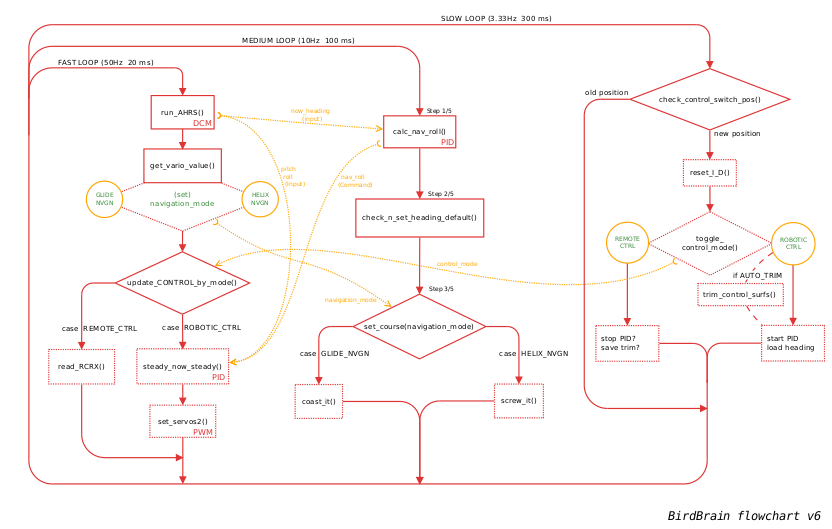 SLOW LOOP (3.33Hz 300 ms)
MEDIUM LOOP (10Hz 100 ms)
FAST LOOP (50Hz 20 ms)
run_AHRS()
DCM
get_vario_value()
GLIDE
NVGN
(set)
navigation_mode
HELIX
NVGN
update_CONTROL_by_mode()
case REMOTE_CTRL
case ROBOTIC_CTRL
read_RCRX()
steady_now_steady()
PID
set_servos2()
PWM
now_heading
(input)
pitch
roll
(input)
nav_roll
(Command)
navigation_mode
control_mode
Step 1/5
calc_nav_roll()
PID
Step 2/5
check_n_set_heading_default()
Step3/5
set_course(navigation_mode)
case GLIDE_NVGN
case HELIX_NVGN
coast_it()
screw_it()
old position
check_control_switch_pos()
new position
reset_I_D()
REMOTE
CTRL
toggle_
control_mode()
ROBOTIC
CTRL
if AUTO_TRIM
trim_control_surfs()
stop PID?
save trim?
start PID
load heading
BirdBrain flowchart v6